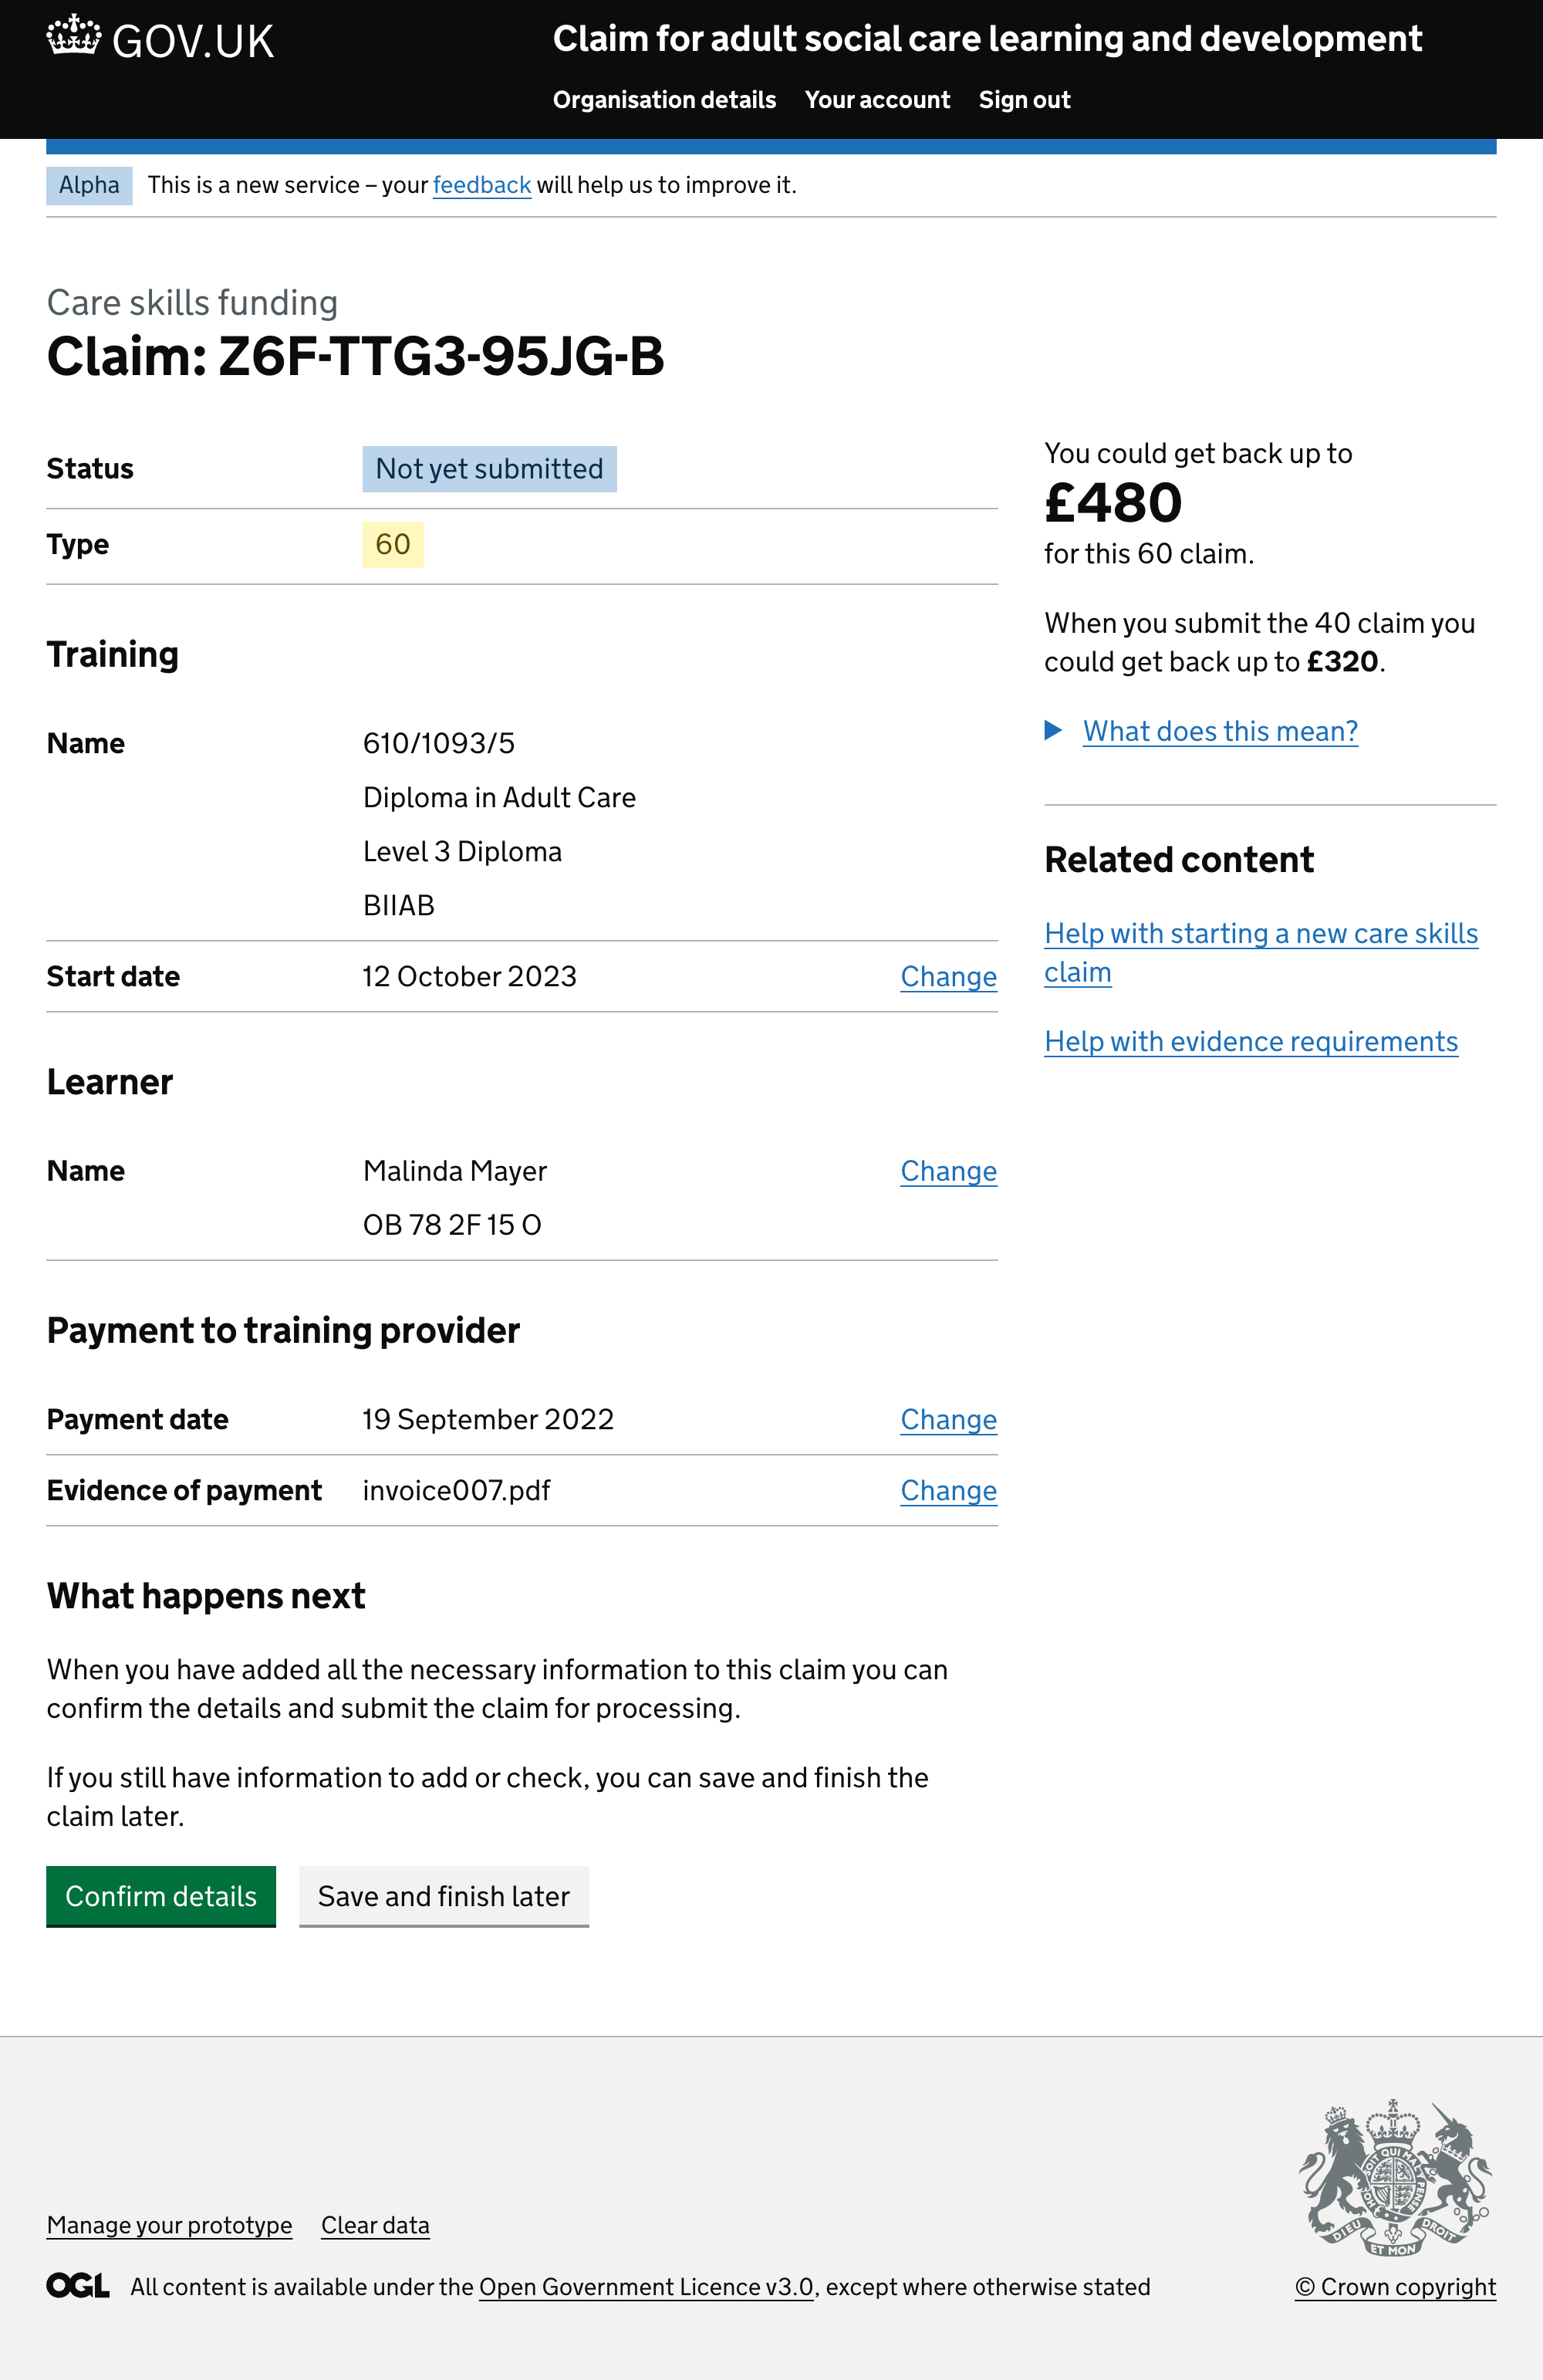 GOV.UK
Claim for adult social care learning and development
Organisation details Your account Sign out
Alpha This is a new service – your feedback will help us to improve it.
Care skills funding
Claim: Z6F-TTG3-95JG-B
Status Not yet submitted
Type 60
Training
Name 610/1093/5
Diploma in Adult Care
Level 3 Diploma
BIIAB
Start date 12 October 2023 Change
Learner
Name Malinda Mayer Change
OB 78 2F 15 O
Payment to training provider
Payment date 19 September 2022 Change
Evidence of payment invoice007.pdf Change
What happens next
When you have added all the necessary information to this claim you can
confirm the details and submit the claim for processing.
If you still have information to add or check, you can save and finish the
claim later.
Confirm details Save and finish later
You could get back up to
£480
for this 60 claim.
When you submit the 40 claim you
could get back up to £320.
What does this mean?
Related content
Help with starting a new care skills
claim
Help with evidence requirements
Manage your prototype Clear data
OGL All content is available under the Open Government Licence v3.0, except where otherwise stated
DIEU ET MON DROIT
© Crown copyright